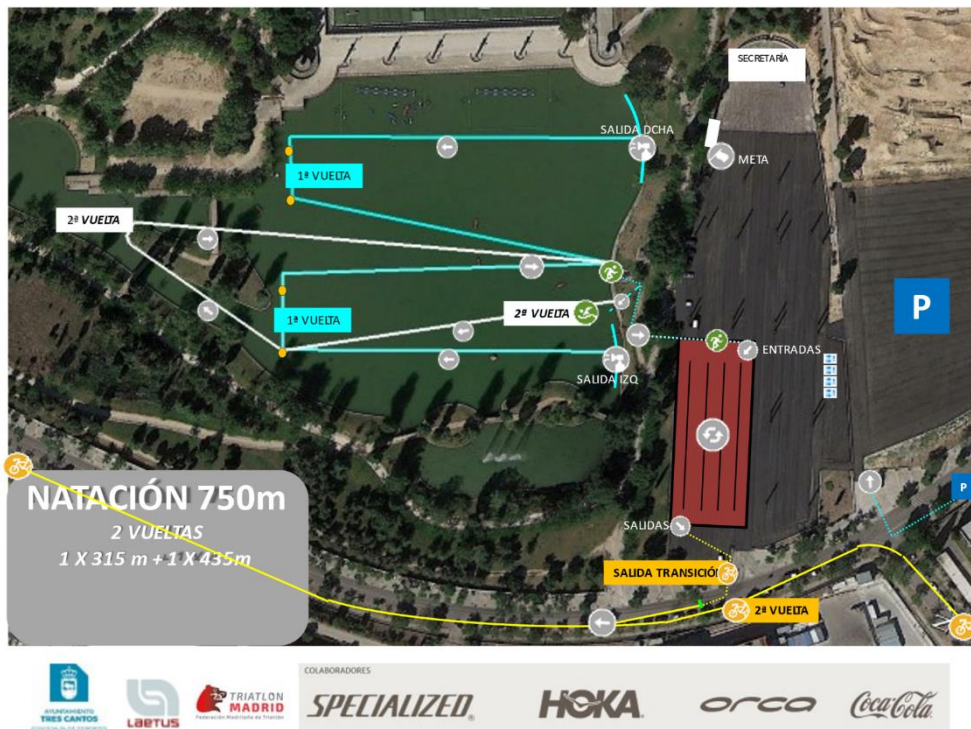 SECRETARÍA
SALIDA DCHA
META
1ª VUELTA
2ª VUELTA
P
1ª VUELTA
2ª VUELTA
ENTRADAS
SALIDA IZQ
NATACIÓN 750m
2 VUELTAS
1 X 315 m + 1 X 435m
P
SALIDAS
SALIDA TRANSICIÓN
2ª VUELTA
COLABORADORES
AYUNTAMIENTO
TRES CANTOS
LaeTUS
TRIATLON
MADRID
Federación Madrileña de Triatlón
SPECIALIZED
HOKA
orca
Coca-Cola